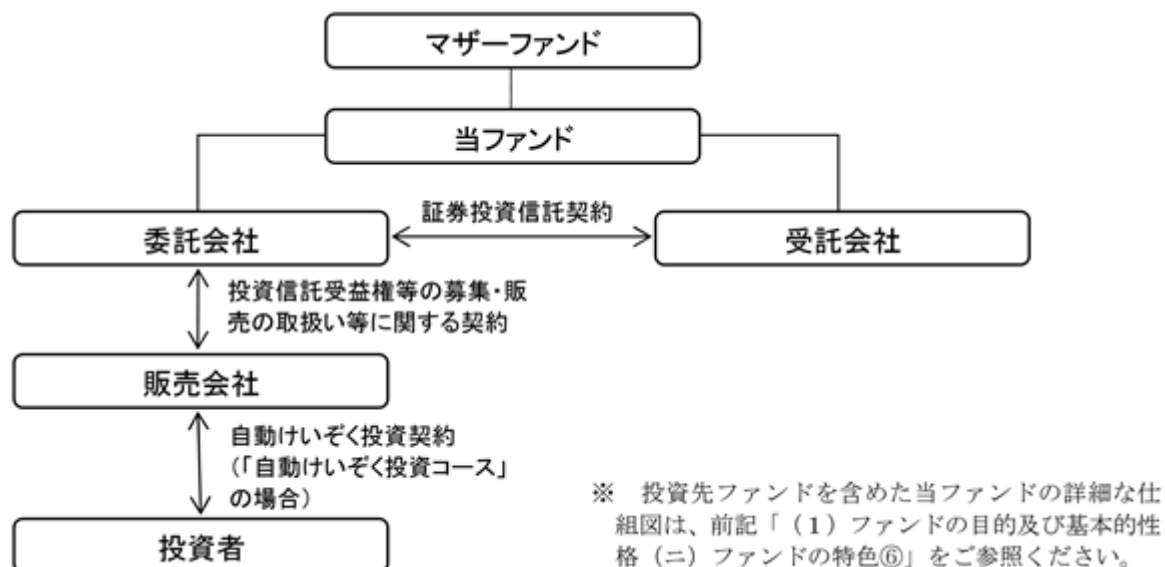 マザーファンド
当ファンド
証券投資信託契約
委託会社
受託会社
投資信託受益権等の募集・販
売の取扱い等に関する契約
販売会社
自動けいぞく投資契約
(「自動けいぞく投資コース」
の場合)
投資者
※ 投資先ファンドを含めた当ファンドの詳細な仕
組図は、前記「(1)ファンドの目的及び基本的性
格(ニ)ファンドの特色⑥」をご参照ください。